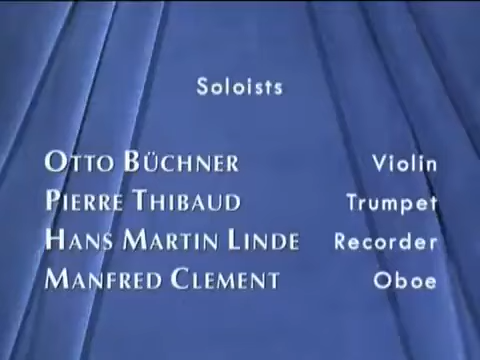 Soloists
OTTO BÜCHNER Violin
PIERRE THIBAUD Trumpet
HANS MARTIN LINDE Recorder
MANFRED CLEMENT Oboe